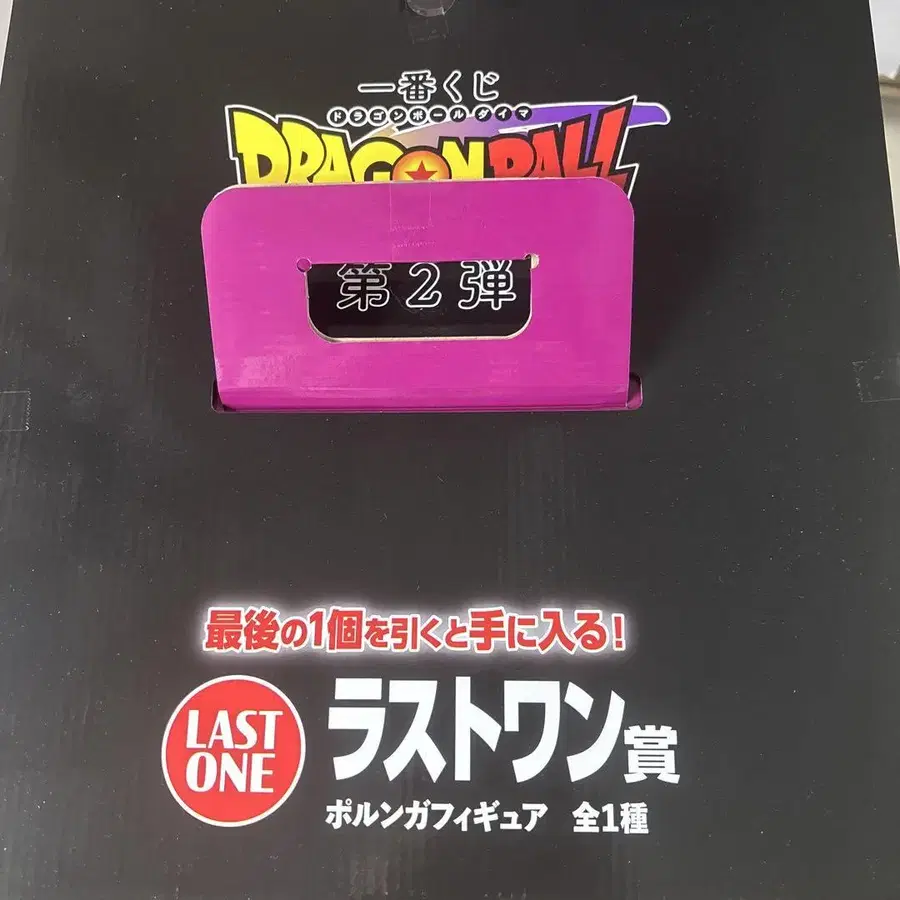 一番くじ
ドラゴンボールダイマ
DRAGON BALL
第2弾
最後の1個を引くと手に入る!
LAST ONE
ラストワン賞
ポルンガフィギュア 全1種